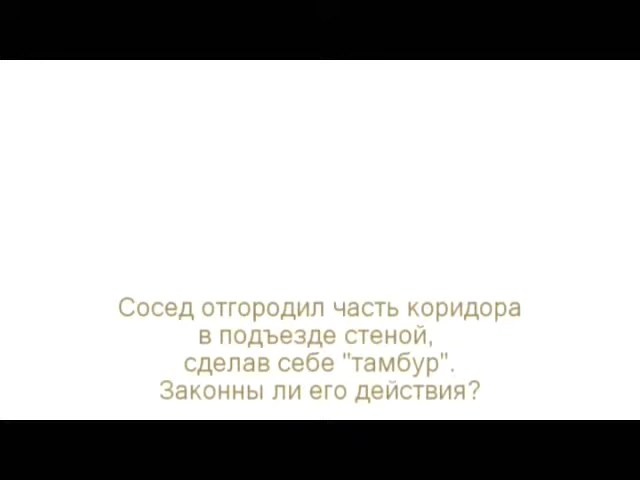 Сосед отгородил часть коридора
в подъезде стеной,
сделав себе "тамбур".
Законны ли его действия?